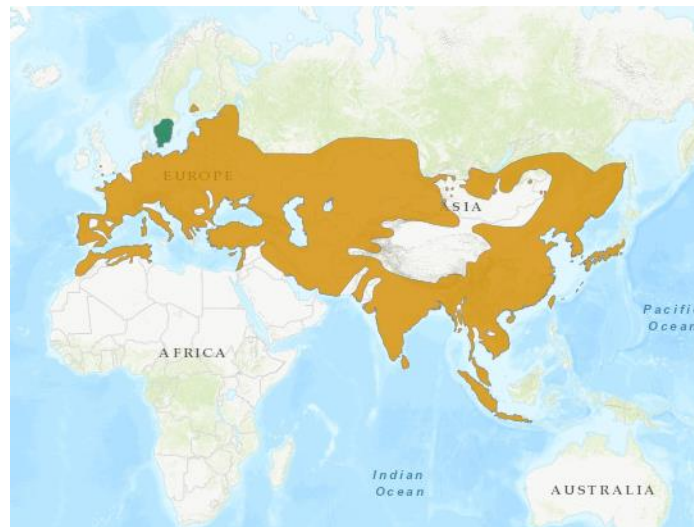 EUROPE
ASIA
Pacific
Ocean
AFRICA
Indian
Ocean
AUSTRALIA